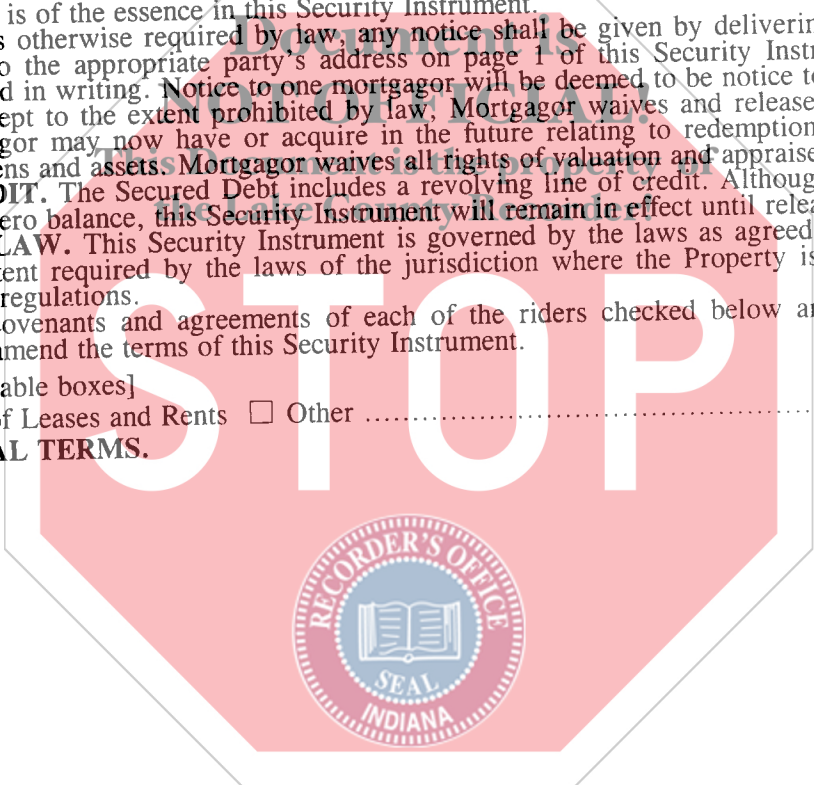 is of the essence in this Security Instrument.
s otherwise required by law, any notice shall be given by deliverin
o the appropriate party's address on page 1 of this Security Instr
d in writing. Notice to one mortgagor will be deemed to be notice to
ept to the extent prohibited by law, Mortgagor waives and release
gor may now have or acquire in the future relating to redemption
ens and assets. Mortgagor waives all rights of valuation and appraise
DIT. The Secured Debt includes a revolving line of credit. Althoug
ero balance, this Security Instrument will remain in effect until relea
LAW. This Security Instrument is governed by the laws as agreed
tent required by the laws of the jurisdiction where the Property is
regulations.
ovenants and agreements of each of the riders checked below ar
mend the terms of this Security Instrument.
able boxes]
of Leases and Rents ☐ Other ........................................................
AL TERMS.
Document is
NOT OFFICIAL!
This Document is the property of
the Lake County Recorder!
STOP
RECORDER'S OFFICE
SEAL
INDIANA